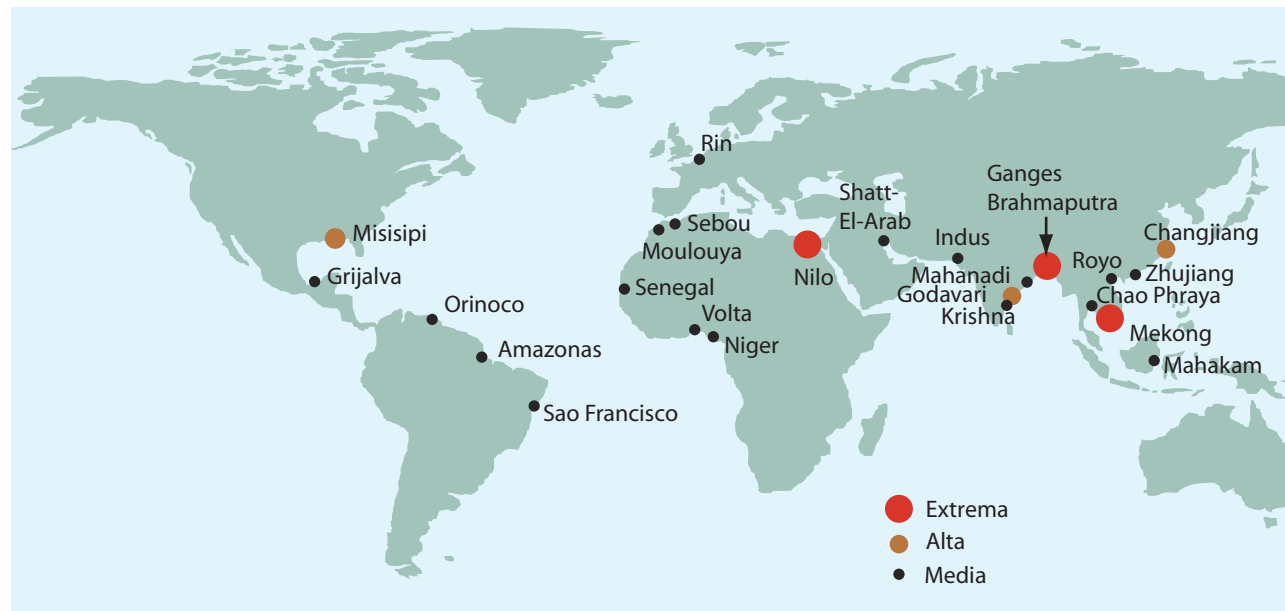 Rin
Ganges
Brahmaputra
Shatt-
El-Arab
Sebou
Misisipi
Changjiang
Moulouya
Indus
Royo
Grijalva
Nilo
Mahanadi
Zhujiang
Senegal
Godavari
Chao Phraya
Orinoco
Volta
Krishna
Niger
Mekong
Amazonas
Mahakam
Sao Francisco
Extrema
Alta
Media